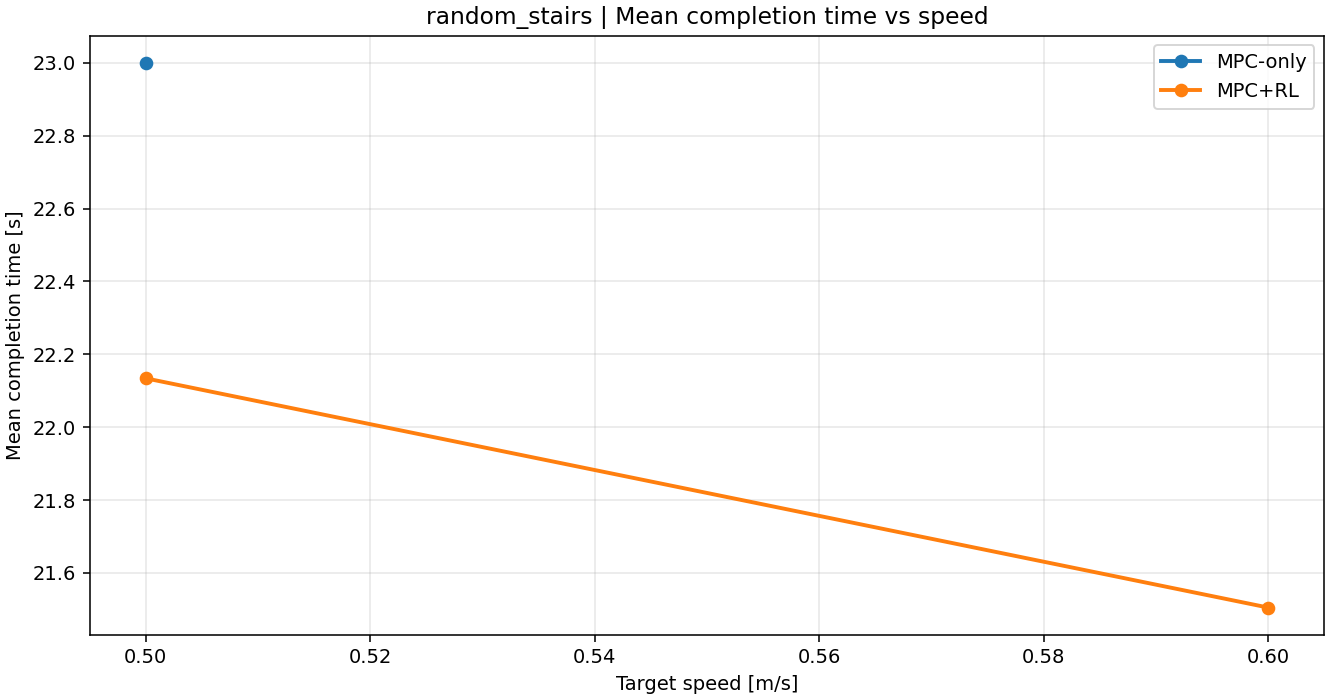 random_stairs | Mean completion time vs speed
MPC-only
MPC+RL
Mean completion time [s]
23.0
22.8
22.6
22.4
22.2
22.0
21.8
21.6
0.50 0.52 0.54 0.56 0.58 0.60
Target speed [m/s]